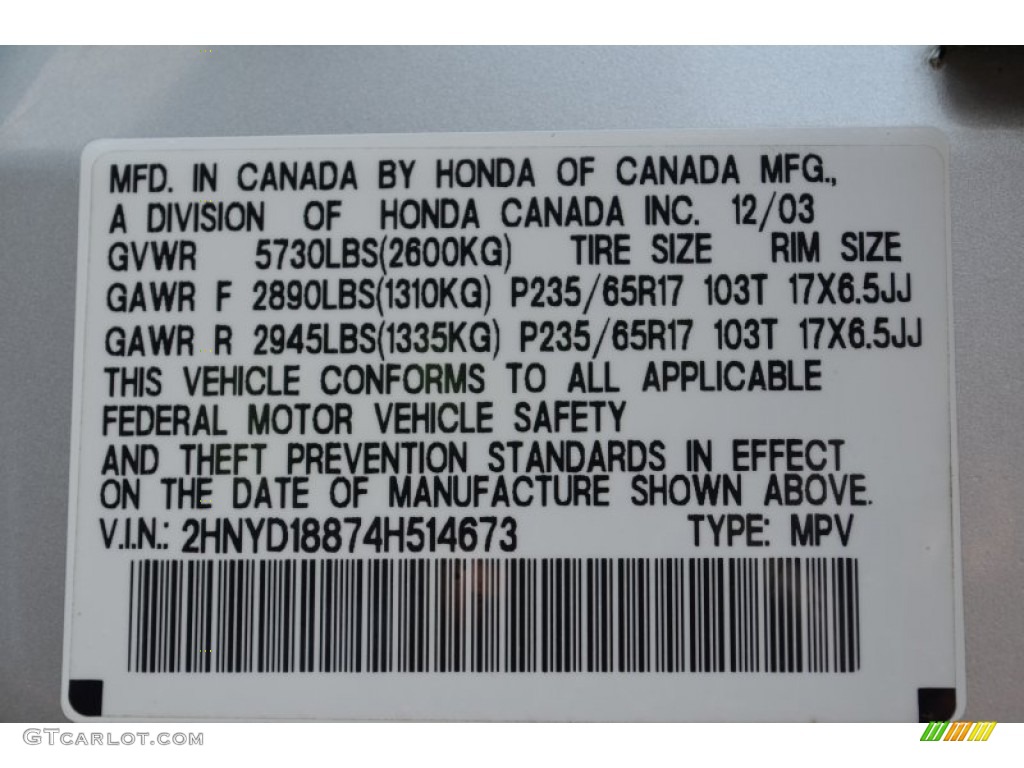 MFD. IN CANADA BY HONDA OF CANADA MFG.,
A DIVISION OF HONDA CANADA INC. 12/03
GVWR 5730LBS(2600KG) TIRE SIZE RIM SIZE
GAWR F 2890LBS(1310KG) P235/65R17 103T 17X6.5JJ
GAWR R 2945LBS(1335KG) P235/65R17 103T 17X6.5JJ
THIS VEHICLE CONFORMS TO ALL APPLICABLE
FEDERAL MOTOR VEHICLE SAFETY
AND THEFT PREVENTION STANDARDS IN EFFECT
ON THE DATE OF MANUFACTURE SHOWN ABOVE.
V.I.N.: 2HNYD18874H514673 TYPE: MPV
GTCARLOT.COM